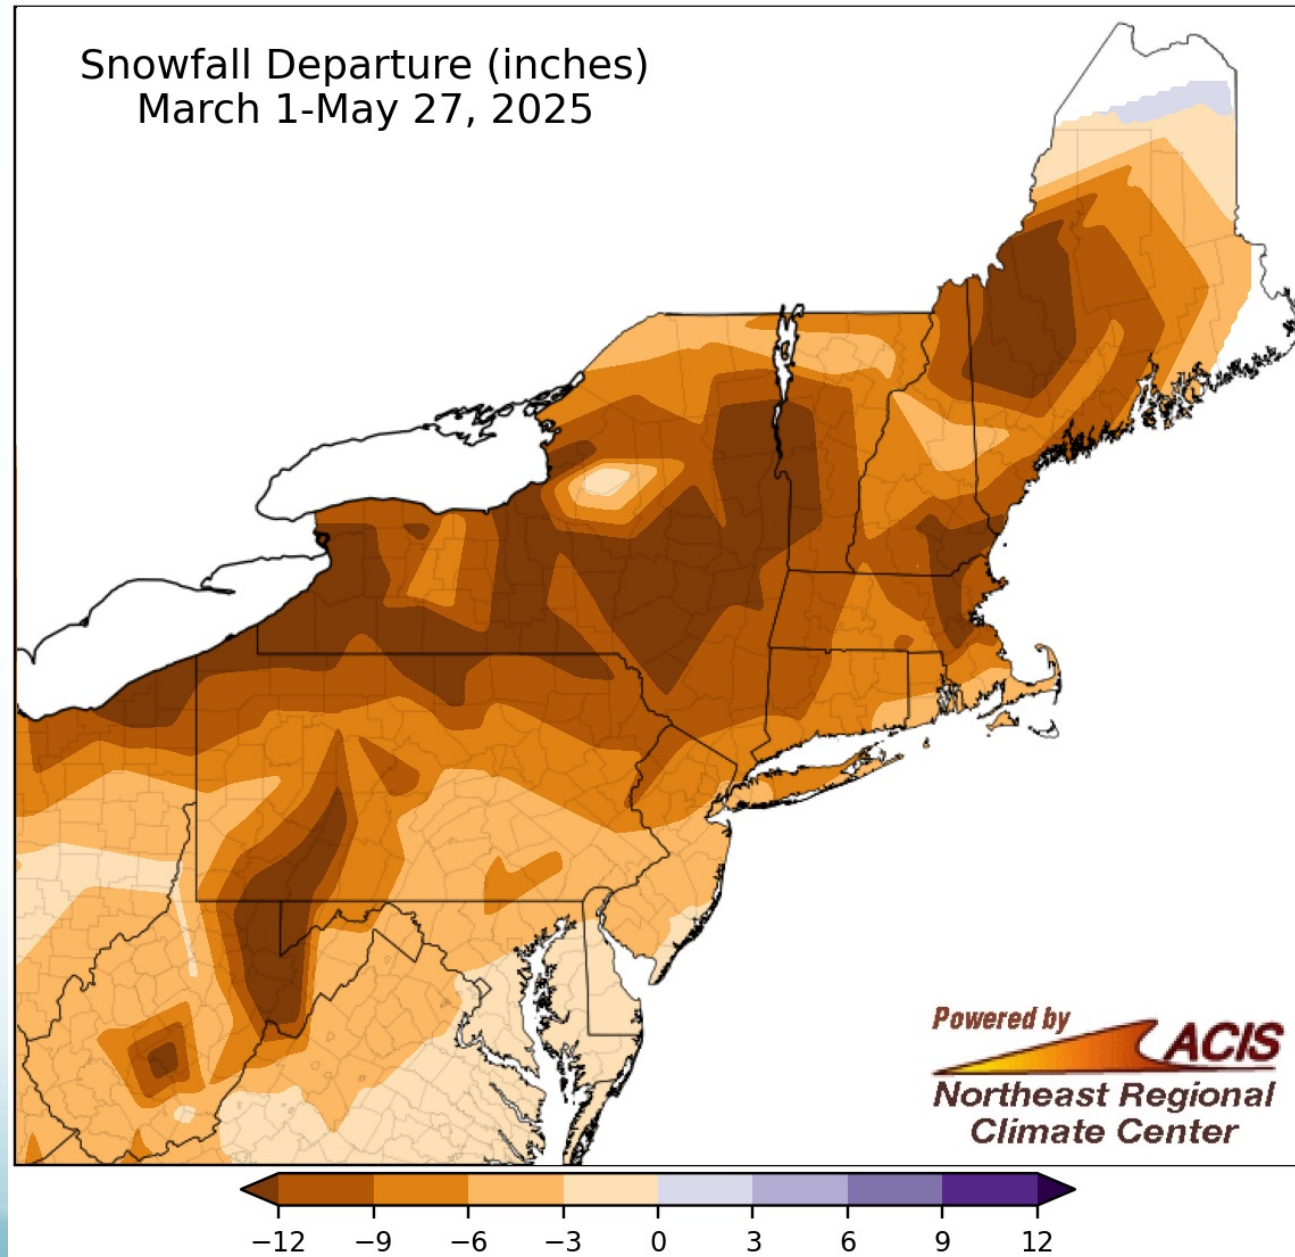 Snowfall Departure (inches)
March 1-May 27, 2025
Powered by
ACIS
Northeast Regional
Climate Center
−12 −9 −6 −3 0 3 6 9 12